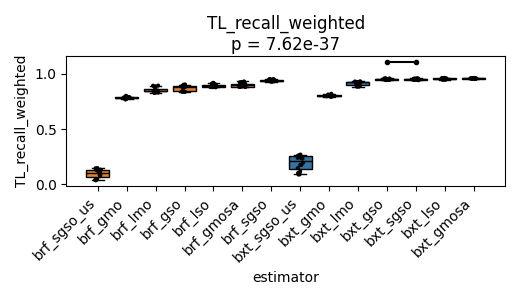 TL_recall_weighted
p = 7.62e-37
TL_recall_weighted
1.0
0.5
0.0
brf_sgso_us
brf_gmo
brf_lmo
brf_gso
brf_lso
brf_gmosa
brf_sgso
bxt_sgso_us
bxt_gmo
bxt_lmo
bxt_gso
bxt_sgso
bxt_lso
bxt_gmosa
estimator